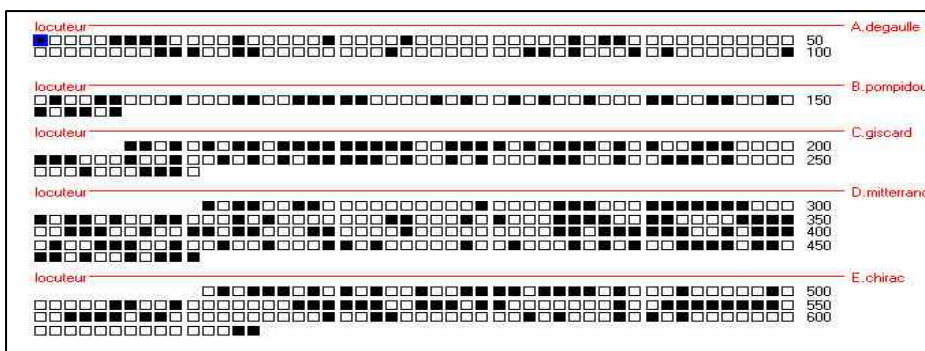 locuteur A.degaulle
50
100
locuteur B.pompidou
150
locuteur C.giscard
200
250
locuteur D.mitterrand
300
350
400
450
locuteur E.chirac
500
550
600